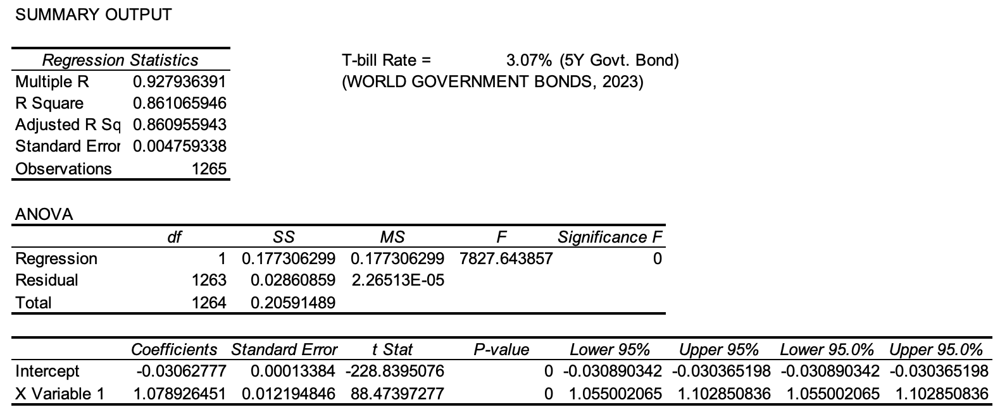 SUMMARY OUTPUT
Regression Statistics
T-bill Rate = 3.07% (5Y Govt. Bond)
Multiple R 0.927936391
(WORLD GOVERNMENT BONDS, 2023)
R Square 0.861065946
Adjusted R Sq 0.860955943
Standard Error 0.004759338
Observations 1265
ANOVA
df SS MS F Significance F
Regression 1 0.177306299 0.177306299 7827.643857 0
Residual 1263 0.02860859 2.26513E-05
Total 1264 0.20591489
Coefficients Standard Error t Stat P-value Lower 95% Upper 95% Lower 95.0% Upper 95.0%
Intercept -0.03062777 0.00013384 -228.8395076 0 -0.030890342 -0.030365198 -0.030890342 -0.030365198
X Variable 1 1.078926451 0.012194846 88.47397277 0 1.055002065 1.102850836 1.055002065 1.102850836